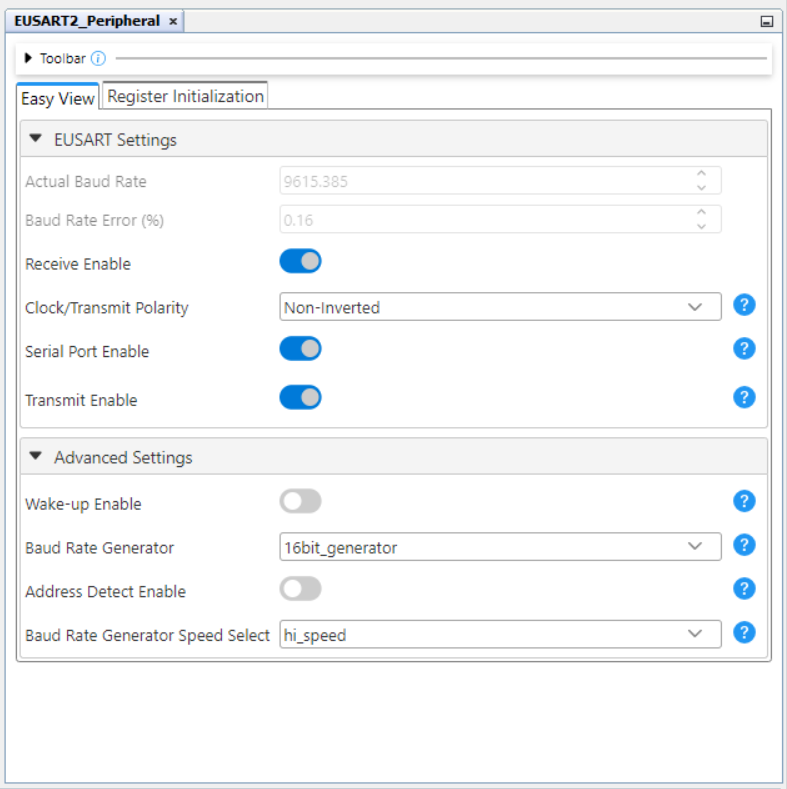 EUSART2_Peripheral ×
Toolbar i
Easy View Register Initialization
EUSART Settings
Actual Baud Rate 9615.385
Baud Rate Error (%) 0.16
Receive Enable
Clock/Transmit Polarity Non-Inverted ?
Serial Port Enable ?
Transmit Enable ?
Advanced Settings
Wake-up Enable ?
Baud Rate Generator 16bit_generator ?
Address Detect Enable ?
Baud Rate Generator Speed Select hi_speed ?